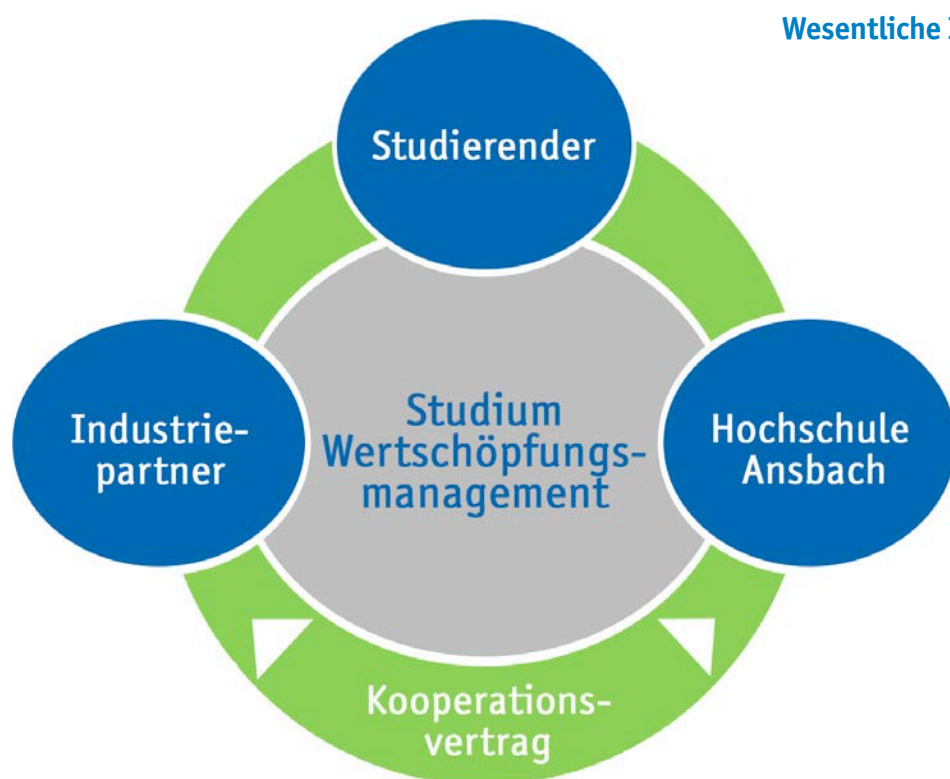 Wesentliche
Studierender
Industrie-
partner
Studium
Wertschöpfungs-
management
Hochschule
Ansbach
Kooperations-
vertrag